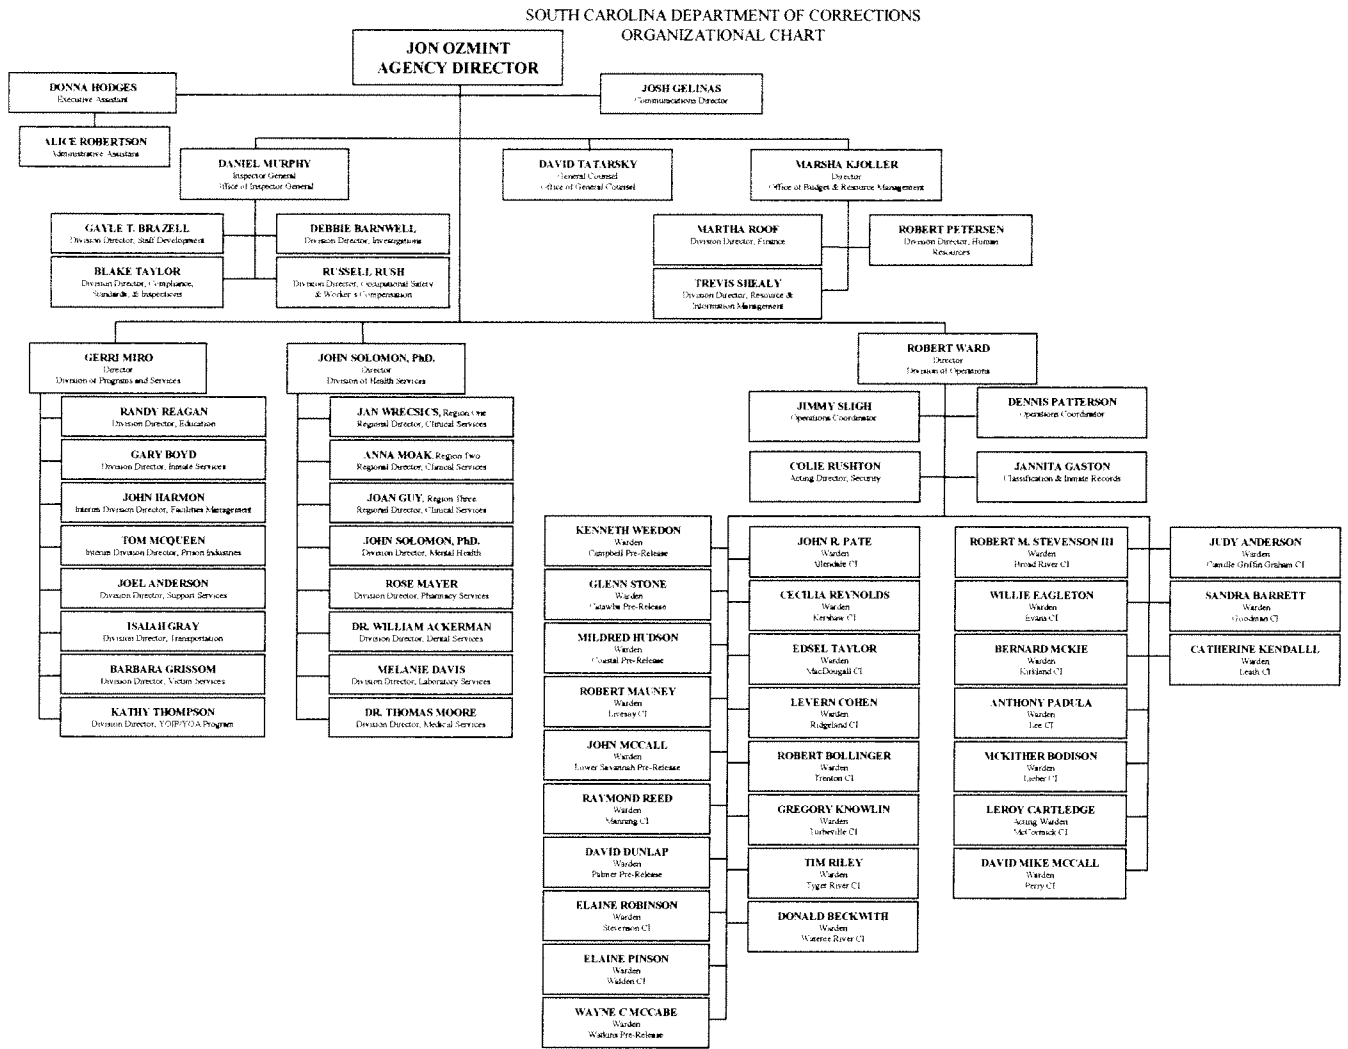 SOUTH CAROLINA DEPARTMENT OF CORRECTIONS
ORGANIZATIONAL CHART
JON OZMINT
AGENCY DIRECTOR
DONNA HODGES
Executive Assistant
JOSH GELINAS
Communications Director
ALICE ROBERTSON
Administrative Assistant
DANIEL MURPHY
Inspector General
Office of Inspector General
DAVID TATARSKY
General Counsel
Office of General Counsel
MARSHA KJOLLER
Director
Office of Budget & Resource Management
GAYLE T. BRAZELL
Division Director, Staff Development
DEBBIE BARNWELL
Division Director, Investigations
BLAKE TAYLOR
Division Director, Compliance,
Standards, & Inspections
RUSSELL RUSH
Division Director, Occupational Safety
& Worker's Compensation
MARTHA ROOF
Division Director, Finance
ROBERT PETERSEN
Division Director, Human
Resources
TREVIS SHEALY
Division Director, Resource &
Information Management
GERRI MIRO
Director
Division of Programs and Services
RANDY REAGAN
Division Director, Education
GARY BOYD
Division Director, Inmate Services
JOHN HARMON
Interim Division Director, Facilities Management
TOM MCQUEEN
Interim Division Director, Prison Industries
JOEL ANDERSON
Division Director, Support Services
ISAIAH GRAY
Division Director, Transportation
BARBARA GRISSOM
Division Director, Victim Services
KATHY THOMPSON
Division Director, YOIP/YOA Program
JOHN SOLOMON, PhD.
Director
Division of Health Services
JAN WRECSICS, Region One
Regional Director, Clinical Services
ANNA MOAK, Region Two
Regional Director, Clinical Services
JOAN GUY, Region Three
Regional Director, Clinical Services
JOHN SOLOMON, PhD.
Division Director, Mental Health
ROSE MAYER
Division Director, Pharmacy Services
DR. WILLIAM ACKERMAN
Division Director, Dental Services
MELANIE DAVIS
Division Director, Laboratory Services
DR. THOMAS MOORE
Division Director, Medical Services
ROBERT WARD
Director
Division of Operations
JIMMY SLIGH
Operations Coordinator
DENNIS PATTERSON
Operations Coordinator
COLIE RUSHTON
Acting Director, Security
JANNITA GASTON
Classification & Inmate Records
KENNETH WEEDON
Warden
Campbell Pre-Release
GLENN STONE
Warden
Catawba Pre-Release
MILDRED HUDSON
Warden
Coastal Pre-Release
ROBERT MAUNEY
Warden
Livesay CI
JOHN MCCALL
Warden
Lower Savannah Pre-Release
RAYMOND REED
Warden
Manning CI
DAVID DUNLAP
Warden
Palmer Pre-Release
ELAINE ROBINSON
Warden
Stevenson CI
ELAINE PINSON
Warden
Walden CI
WAYNE C MCCABE
Warden
Watkins Pre-Release
JOHN R. PATE
Warden
Allendale CI
CECILIA REYNOLDS
Warden
Kershaw CI
EDSEL TAYLOR
Warden
MacDougall CI
LEVERN COHEN
Warden
Ridgeland CI
ROBERT BOLLINGER
Warden
Trenton CI
GREGORY KNOWLIN
Warden
Turbeville CI
TIM RILEY
Warden
Tyger River CI
DONALD BECKWITH
Warden
Wateree River CI
ROBERT M. STEVENSON III
Warden
Broad River CI
WILLIE EAGLETON
Warden
Evans CI
BERNARD MCKIE
Warden
Kirkland CI
ANTHONY PADULA
Warden
Lee CI
MCKITHER BODISON
Warden
Lieber CI
LEROY CARTLEDGE
Acting Warden
McCormick CI
DAVID MIKE MCCALL
Warden
Perry CI
JUDY ANDERSON
Warden
Camille Griffin Graham CI
SANDRA BARRETT
Warden
Goodman CI
CATHERINE KENDALLL
Warden
Leath CI